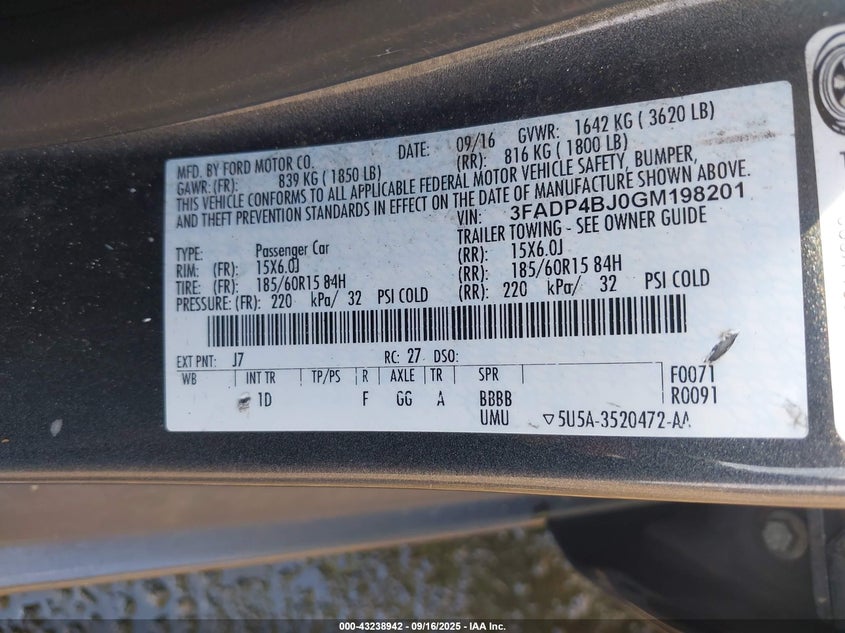 MFD. BY FORD MOTOR CO. DATE: 09/16 GVWR: 1642 KG ( 3620 LB)
GAWR: (FR): 839 KG ( 1850 LB) (RR): 816 KG ( 1800 LB)
THIS VEHICLE CONFORMS TO ALL APPLICABLE FEDERAL MOTOR VEHICLE SAFETY, BUMPER,
AND THEFT PREVENTION STANDARDS IN EFFECT ON THE DATE OF MANUFACTURE SHOWN ABOVE.
VIN: 3FADP4BJ0GM198201
TRAILER TOWING - SEE OWNER GUIDE
TYPE: Passenger Car
RIM: (FR): 15X6.0J (RR): 15X6.0J
TIRE: (FR): 185/60R15 84H (RR): 185/60R15 84H
PRESSURE: (FR): 220 kPa/ 32 PSI COLD (RR): 220 kPa/ 32 PSI COLD
EXT PNT: J7 RC: 27 DSO:
WB INT TR TP/PS R AXLE TR SPR F0071
1D F GG A BBBB R0091
UMU ▽5U5A-3520472-AA
000-43238942 - 09/16/2025 - IAA Inc.